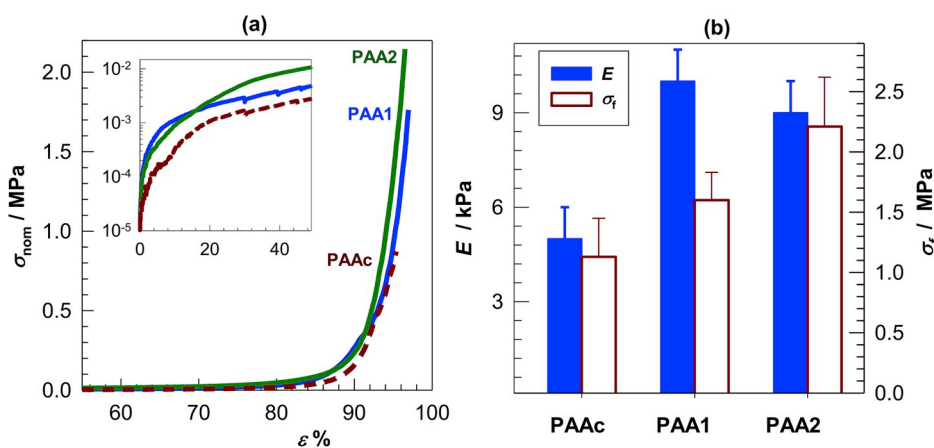 (a)
σnom / MPa
2.0
1.5
1.0
0.5
0.0
10⁻²
10⁻³
10⁻⁴
10⁻⁵
0
20
40
PAA2
PAA1
PAAc
60
70
80
90
100
ε %
(b)
E
σf
E / kPa
9
6
3
2.5
2.0
1.5
1.0
0.5
0.0
σf / MPa
PAAc
PAA1
PAA2